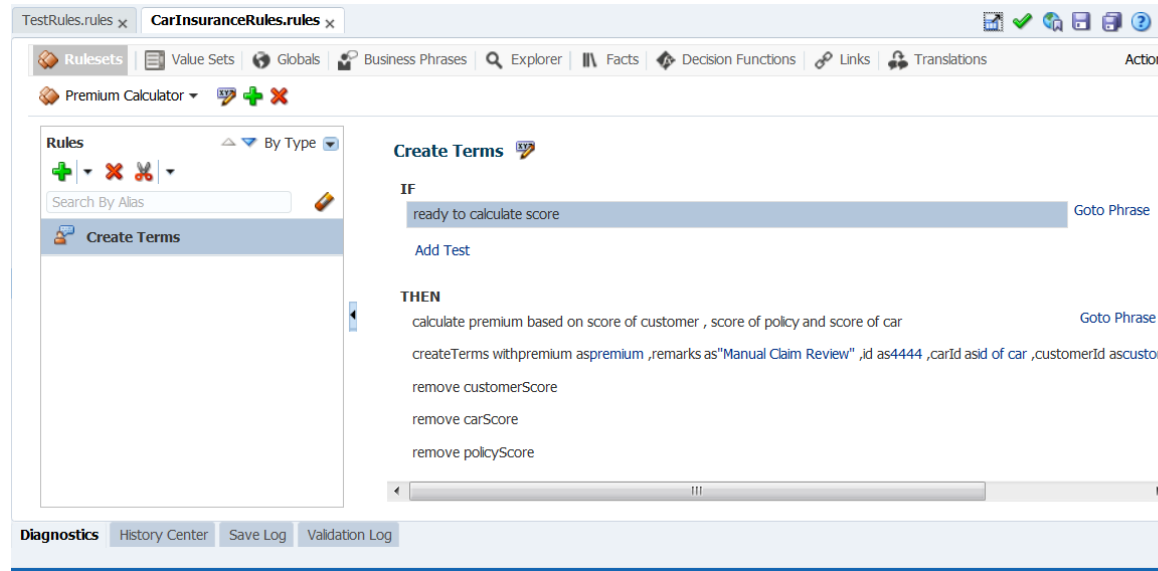 TestRules.rules x CarInsuranceRules.rules x
Rulesets Value Sets Globals Business Phrases Explorer Facts Decision Functions Links Translations Action
Premium Calculator
Rules By Type
Search By Alias
Create Terms
Create Terms
IF
ready to calculate score Goto Phrase
Add Test
THEN
calculate premium based on score of customer , score of policy and score of car Goto Phrase
createTerms withpremium aspremium ,remarks as"Manual Claim Review" ,id as4444 ,carId asid of car ,customerId ascusto
remove customerScore
remove carScore
remove policyScore
Diagnostics History Center Save Log Validation Log